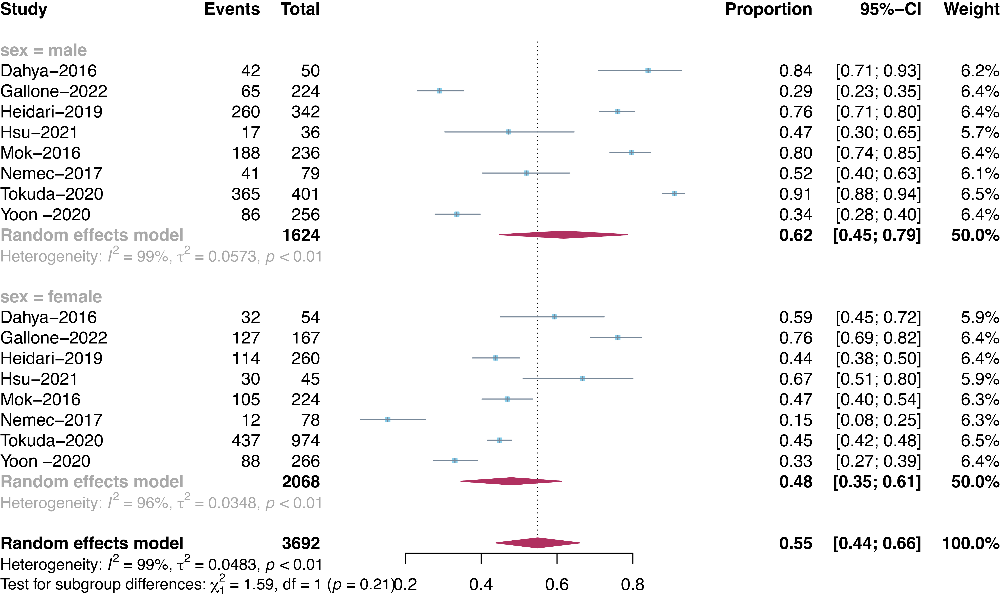 Study Events Total Proportion 95%−CI Weight
sex = male
Dahya−2016 42 50 0.84 [0.71; 0.93] 6.2%
Gallone−2022 65 224 0.29 [0.23; 0.35] 6.4%
Heidari−2019 260 342 0.76 [0.71; 0.80] 6.4%
Hsu−2021 17 36 0.47 [0.30; 0.65] 5.7%
Mok−2016 188 236 0.80 [0.74; 0.85] 6.4%
Nemec−2017 41 79 0.52 [0.40; 0.63] 6.1%
Tokuda−2020 365 401 0.91 [0.88; 0.94] 6.5%
Yoon −2020 86 256 0.34 [0.28; 0.40] 6.4%
Random effects model 1624 0.62 [0.45; 0.79] 50.0%
Heterogeneity: I² = 99%, τ² = 0.0573, p < 0.01
sex = female
Dahya−2016 32 54 0.59 [0.45; 0.72] 5.9%
Gallone−2022 127 167 0.76 [0.69; 0.82] 6.4%
Heidari−2019 114 260 0.44 [0.38; 0.50] 6.4%
Hsu−2021 30 45 0.67 [0.51; 0.80] 5.9%
Mok−2016 105 224 0.47 [0.40; 0.54] 6.3%
Nemec−2017 12 78 0.15 [0.08; 0.25] 6.3%
Tokuda−2020 437 974 0.45 [0.42; 0.48] 6.5%
Yoon −2020 88 266 0.33 [0.27; 0.39] 6.4%
Random effects model 2068 0.48 [0.35; 0.61] 50.0%
Heterogeneity: I² = 96%, τ² = 0.0348, p < 0.01
Random effects model 3692 0.55 [0.44; 0.66] 100.0%
Heterogeneity: I² = 99%, τ² = 0.0483, p < 0.01
Test for subgroup differences: χ²₁ = 1.59, df = 1 (p = 0.21) 0.2 0.4 0.6 0.8